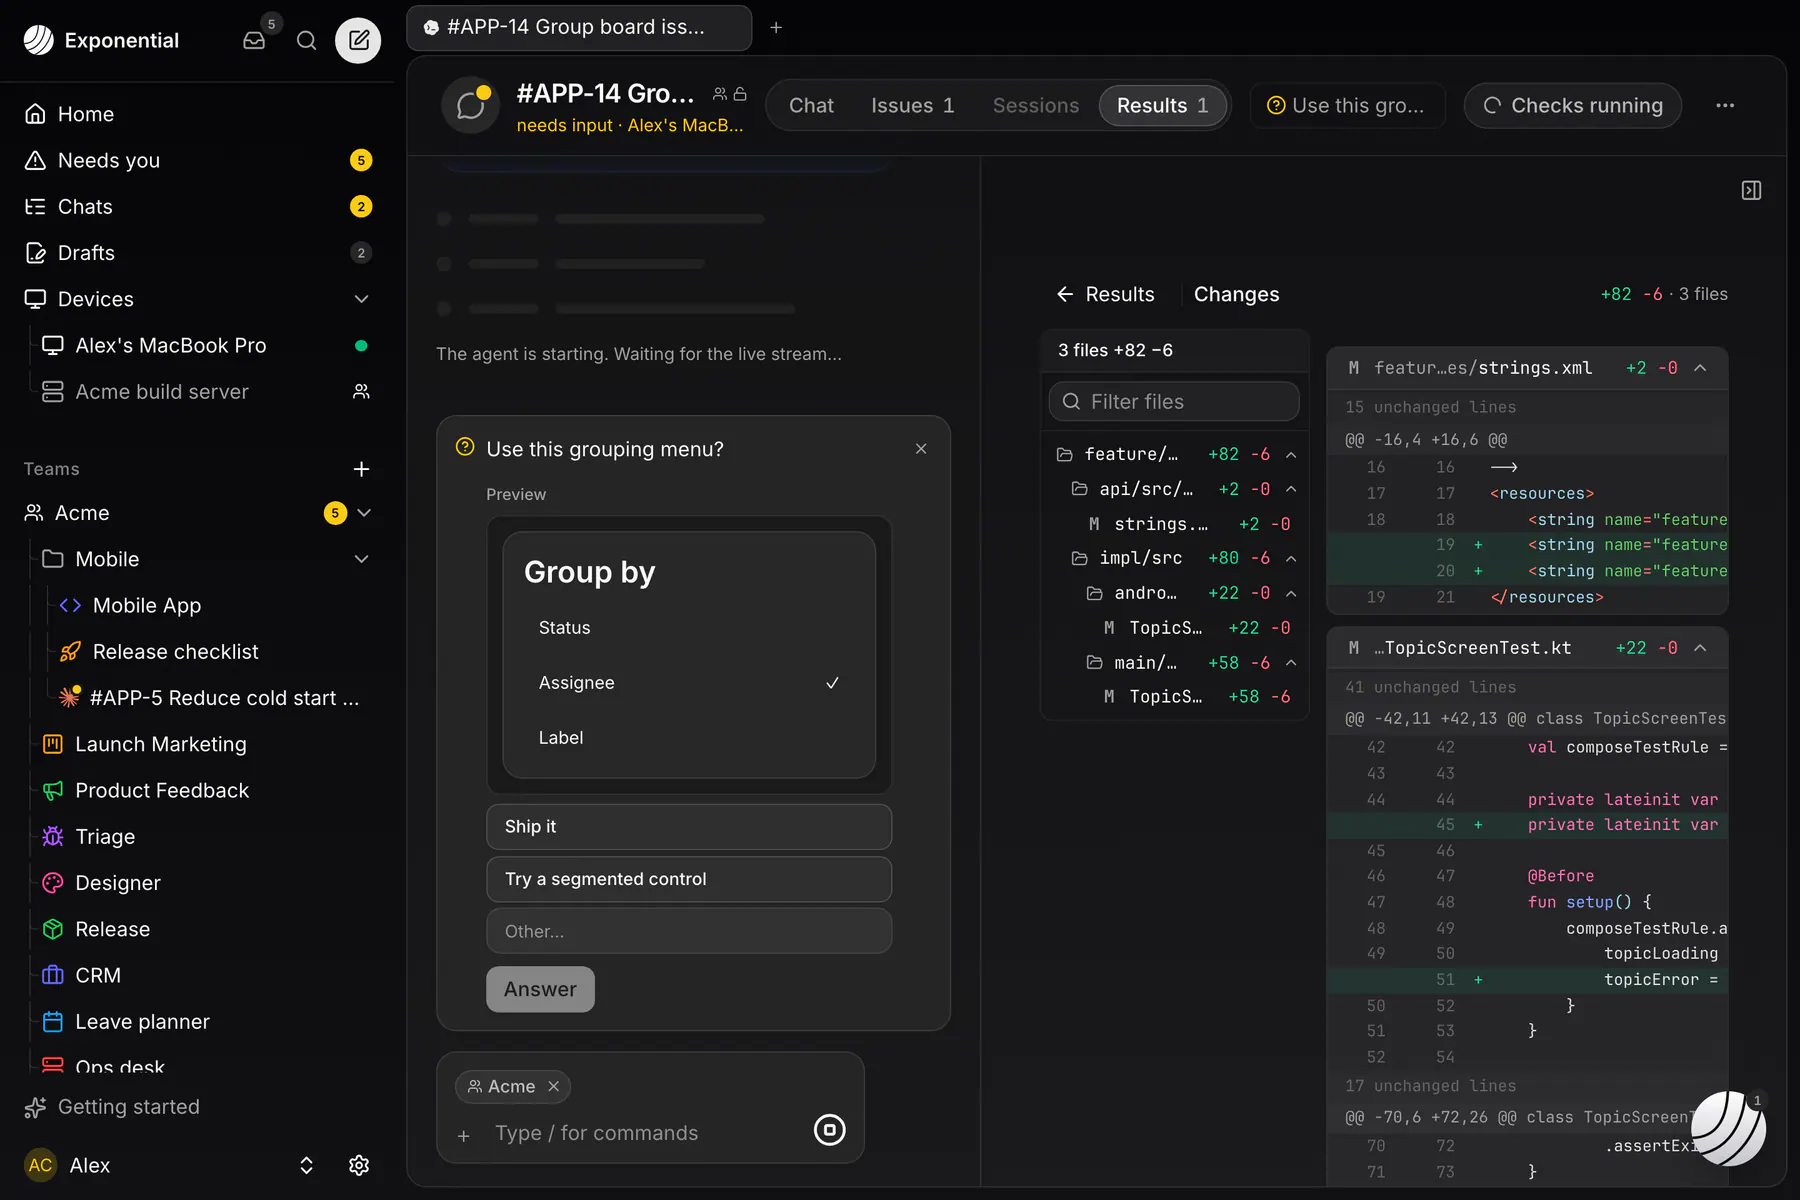 Exponential
5
Home
Needs you
5
Chats
2
Drafts
2
Devices
Alex's MacBook Pro
Acme build server
Teams
Acme
5
Mobile
Mobile App
Release checklist
#APP-5 Reduce cold start ...
Launch Marketing
Product Feedback
Triage
Designer
Release
CRM
Leave planner
Ops desk
Getting started
AC
Alex
#APP-14 Group board iss...
#APP-14 Gro...
needs input · Alex's MacB...
Chat
Issues 1
Sessions
Results 1
Use this gro...
Checks running
The agent is starting. Waiting for the live stream...
Use this grouping menu?
Preview
Group by
Status
Assignee
Label
Ship it
Try a segmented control
Other...
Answer
Acme
Type / for commands
Results
Changes
+82 -6 · 3 files
3 files +82 −6
Filter files
feature/… +82 -6
api/src/… +2 -0
M strings.… +2 -0
impl/src +80 -6
andro… +22 -0
M TopicS… +22 -0
main/… +58 -6
M TopicS… +58 -6
M featur…es/strings.xml +2 -0
15 unchanged lines
@@ -16,4 +16,6 @@
16 16 -->
17 17 <resources>
18 18 <string name="feature
19 + <string name="feature
20 + <string name="feature
19 21 </resources>
M …TopicScreenTest.kt +22 -0
41 unchanged lines
@@ -42,11 +42,13 @@ class TopicScreenTes
42 42 val composeTestRule =
43 43
44 44 private lateinit var
45 + private lateinit var
45 46
46 47 @Before
47 48 fun setup() {
48 49 composeTestRule.a
49 50 topicLoading
51 + topicError =
50 52 }
51 53 }
52 54
17 unchanged lines
@@ -70,6 +72,26 @@ class TopicScreenT
70 72 .assertExi
71 73 }
1